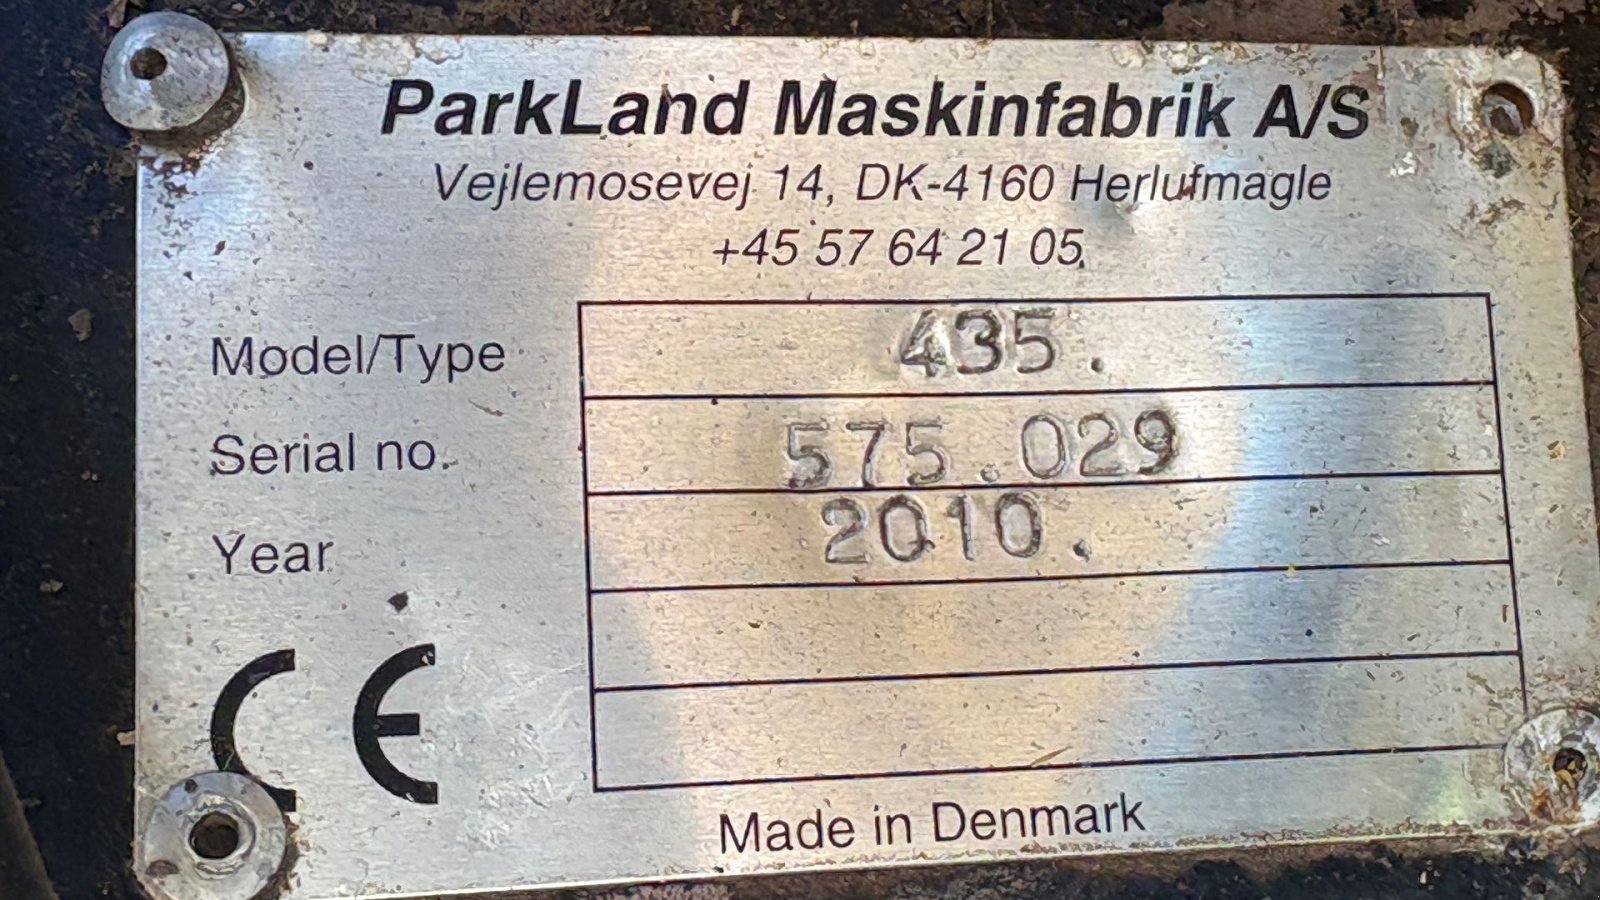 ParkLand Maskinfabrik A/S
Vejlemosevej 14, DK-4160 Herlufmagle
+45 57 64 21 05
Model/Type 435.
Serial no. 575.029
Year 2010.
CE
Made in Denmark